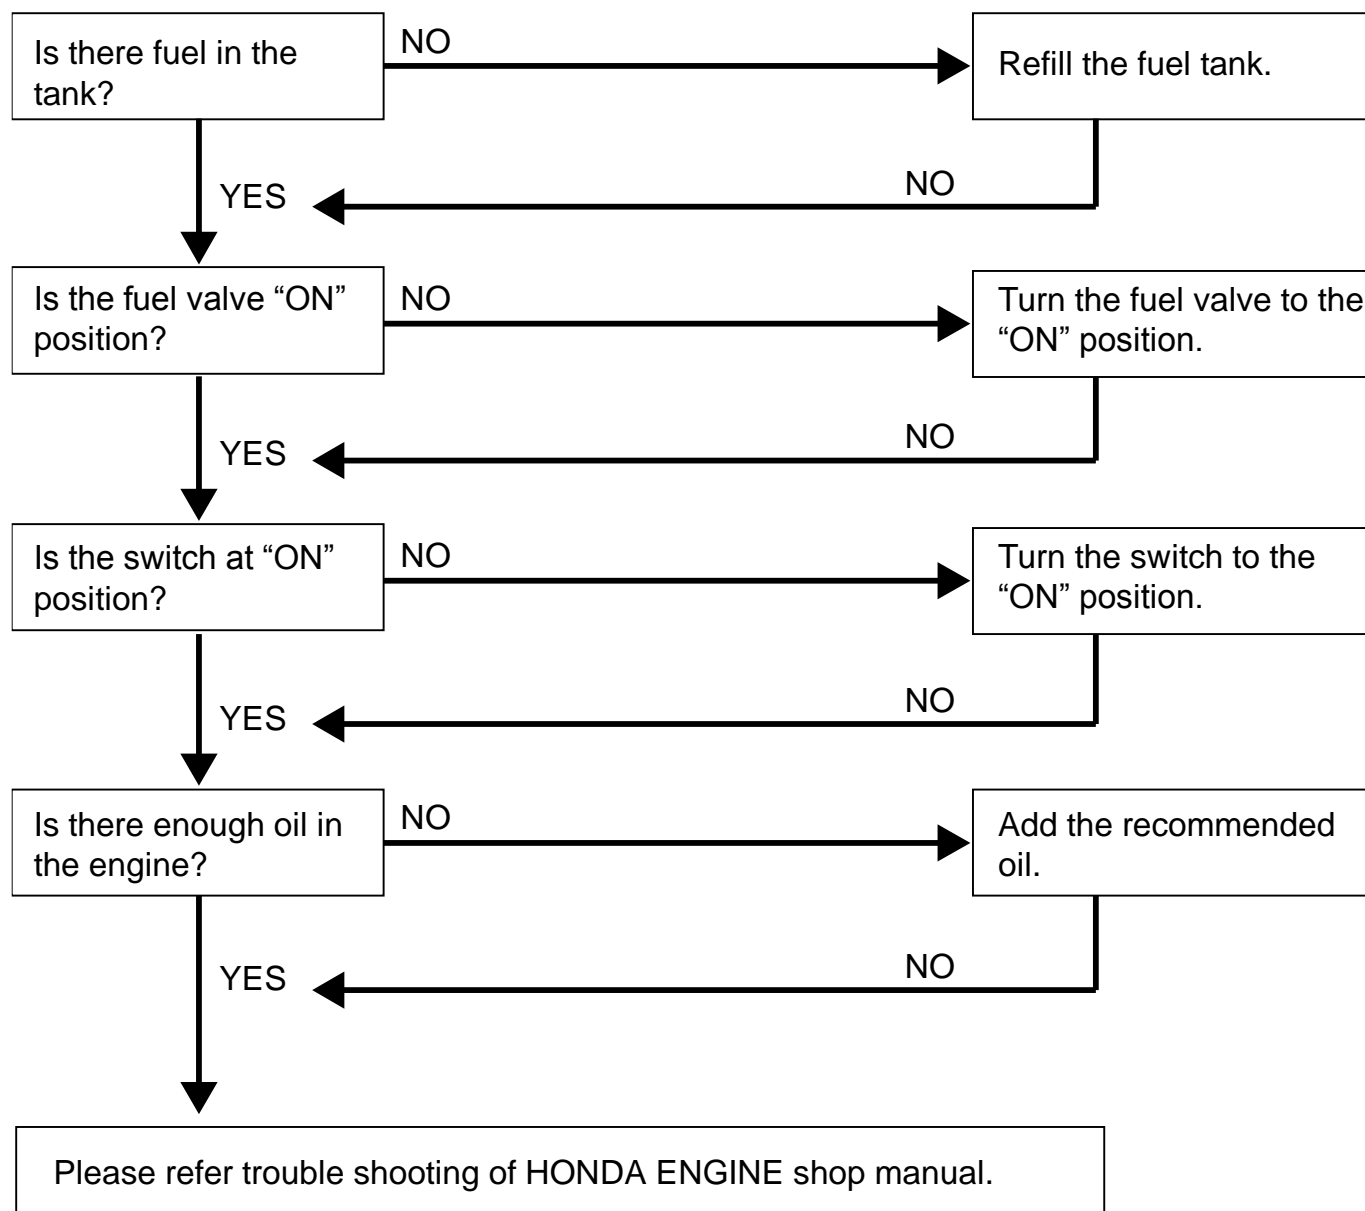 Is there fuel in the
tank?
NO
Refill the fuel tank.
YES
NO
Is the fuel valve “ON”
position?
NO
Turn the fuel valve to the
“ON” position.
YES
NO
Is the switch at “ON”
position?
NO
Turn the switch to the
“ON” position.
YES
NO
Is there enough oil in
the engine?
NO
Add the recommended
oil.
YES
NO
Please refer trouble shooting of HONDA ENGINE shop manual.